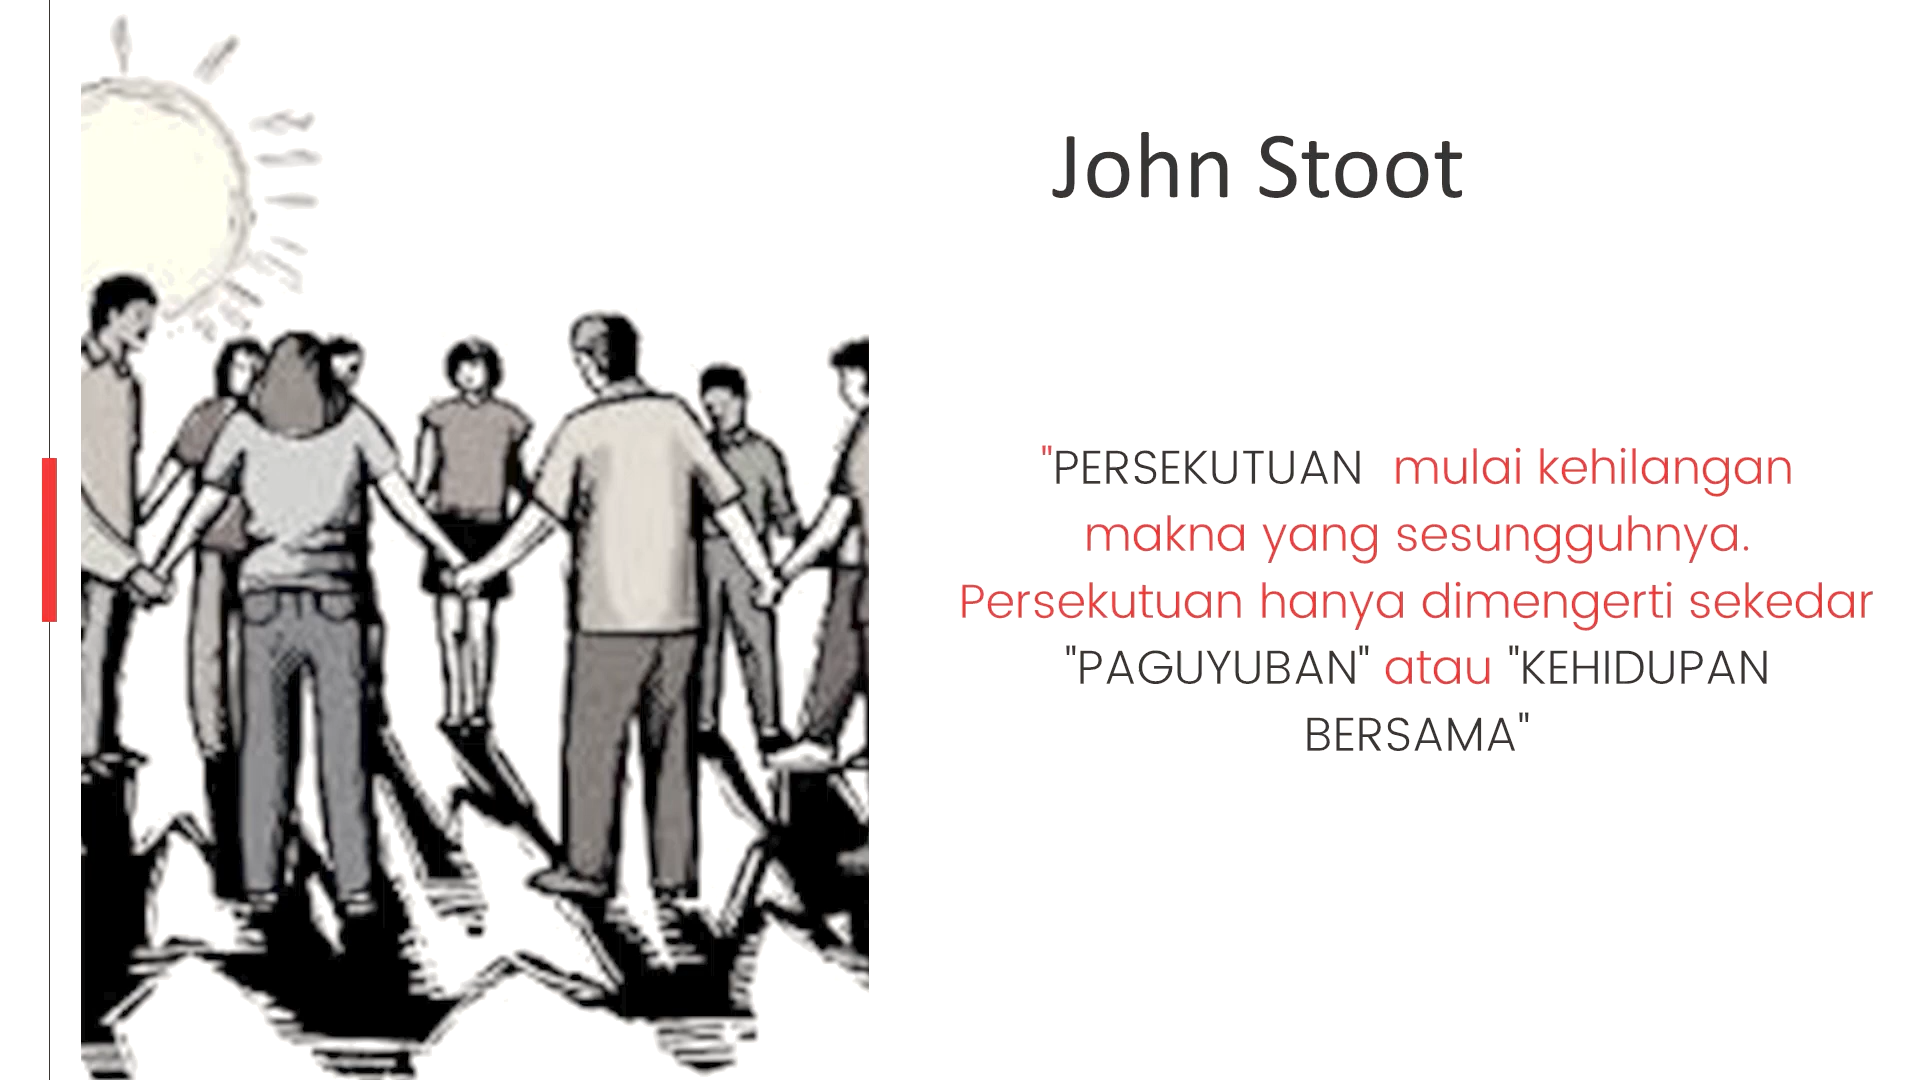 John Stoot
"PERSEKUTUAN mulai kehilangan
makna yang sesungguhnya.
Persekutuan hanya dimengerti sekedar
"PAGUYUBAN" atau "KEHIDUPAN
BERSAMA"